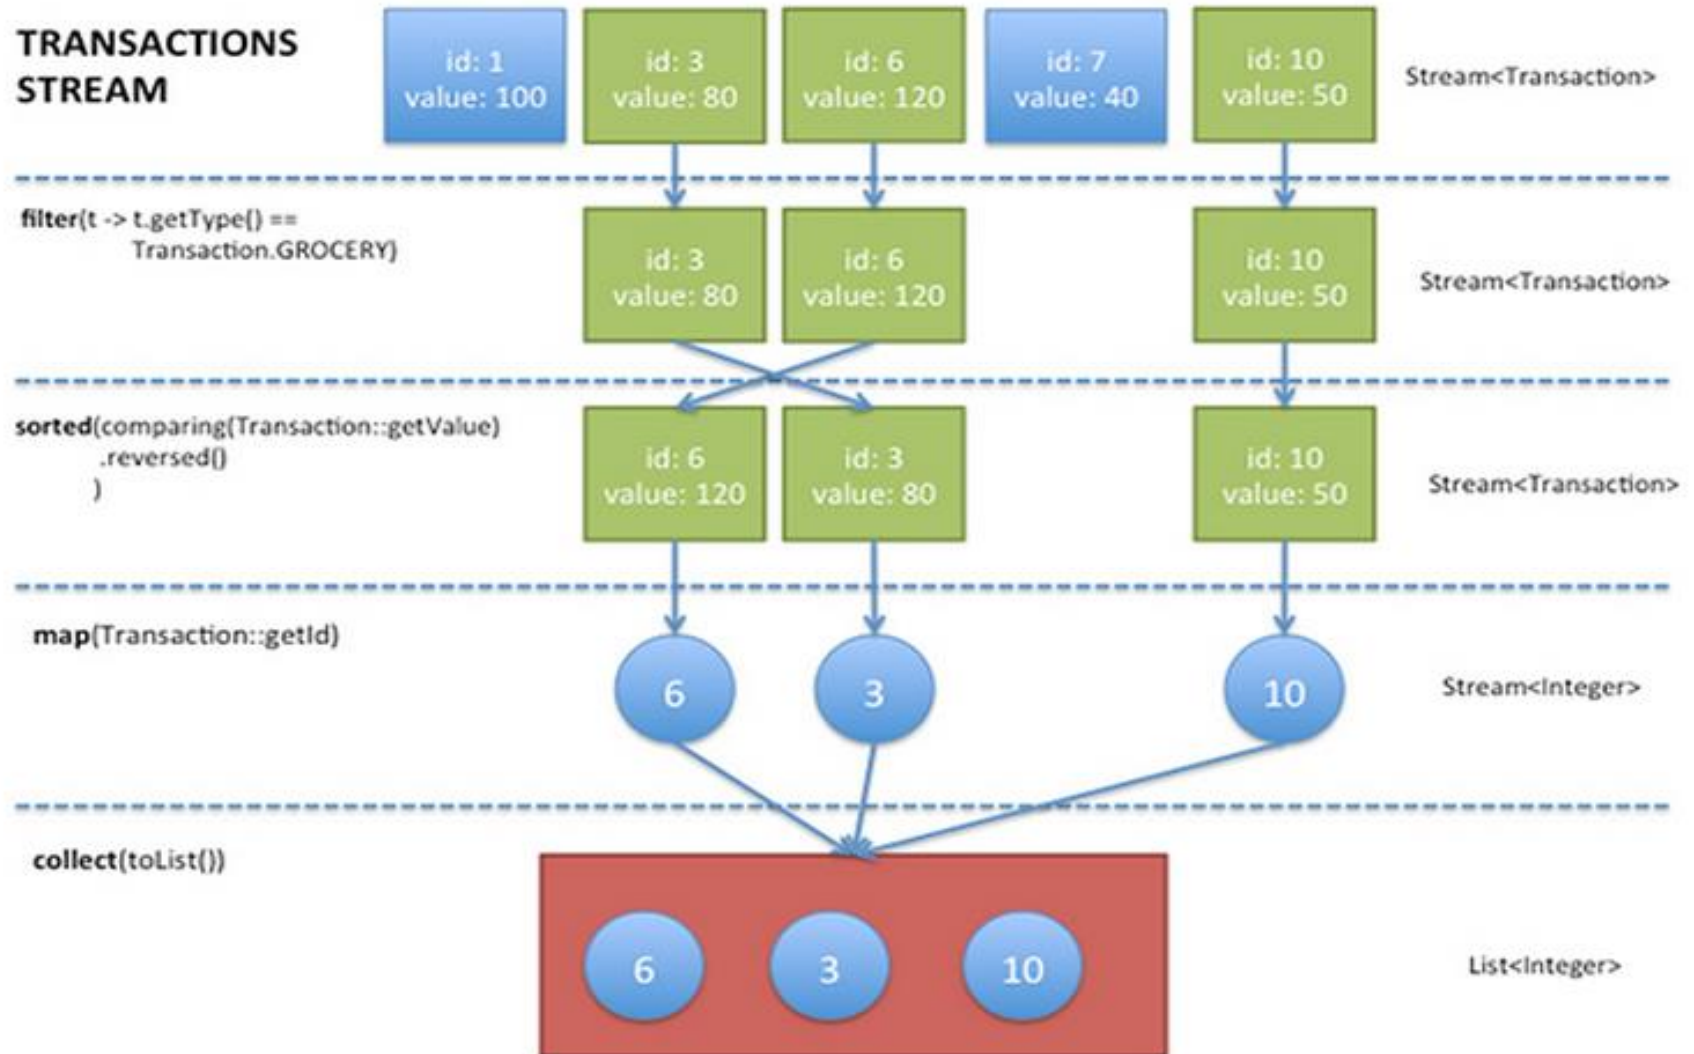 TRANSACTIONS
STREAM
id: 1
value: 100
id: 3
value: 80
id: 6
value: 120
id: 7
value: 40
id: 10
value: 50
Stream<Transaction>
filter(t -> t.getType() ==
Transaction.GROCERY)
id: 3
value: 80
id: 6
value: 120
id: 10
value: 50
Stream<Transaction>
sorted(comparing(Transaction::getValue)
.reversed()
)
id: 6
value: 120
id: 3
value: 80
id: 10
value: 50
Stream<Transaction>
map(Transaction::getId)
6
3
10
Stream<Integer>
collect(toList())
6
3
10
List<Integer>